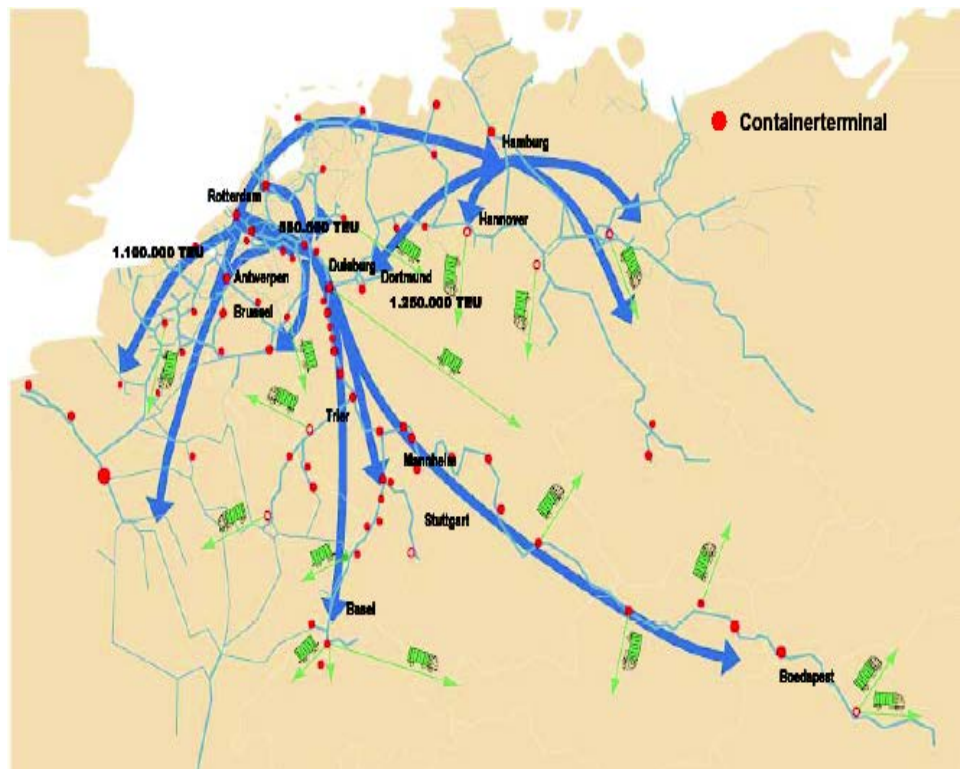 Containerterminal
Hamburg
Rotterdam
Hannover
1.100.000 TEU
Duisburg
Dortmund
Antwerpen
1.250.000 TEU
Brussel
Trier
Mannheim
Stuttgart
Basel
Boedapest